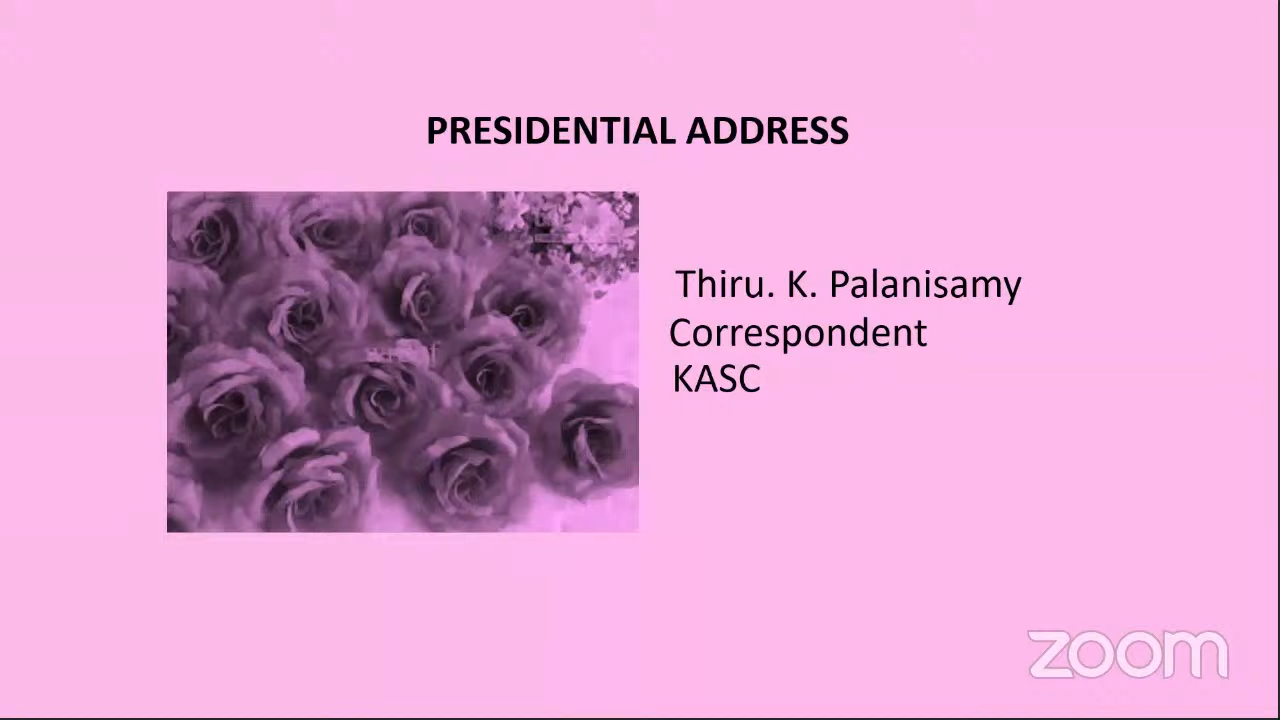 PRESIDENTIAL ADDRESS
Thiru. K. Palanisamy
Correspondent
KASC
zoom